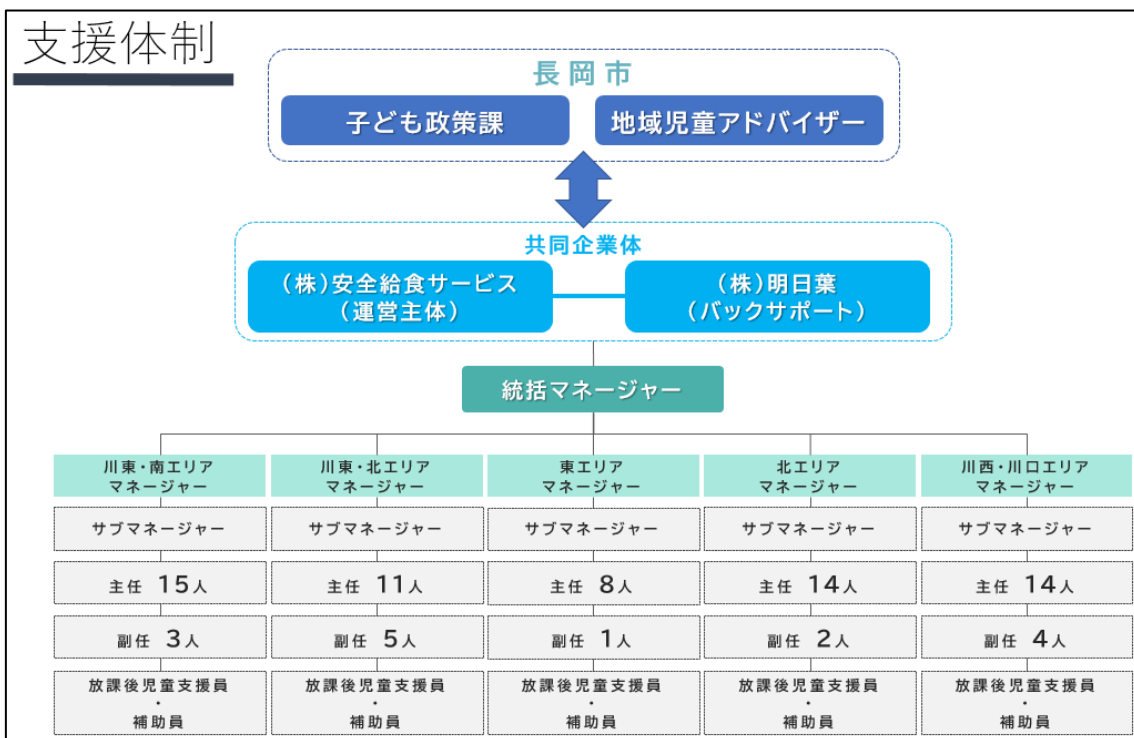 支援体制
長岡市
子ども政策課
地域児童アドバイザー
共同企業体
(株)安全給食サービス
(運営主体)
(株)明日葉
(バックサポート)
統括マネージャー
川東・南エリア
マネージャー
川東・北エリア
マネージャー
東エリア
マネージャー
北エリア
マネージャー
川西・川口エリア
マネージャー
サブマネージャー
サブマネージャー
サブマネージャー
サブマネージャー
サブマネージャー
主任 15人
主任 11人
主任 8人
主任 14人
主任 14人
副任 3人
副任 5人
副任 1人
副任 2人
副任 4人
放課後児童支援員
・
補助員
放課後児童支援員
・
補助員
放課後児童支援員
・
補助員
放課後児童支援員
・
補助員
放課後児童支援員
・
補助員